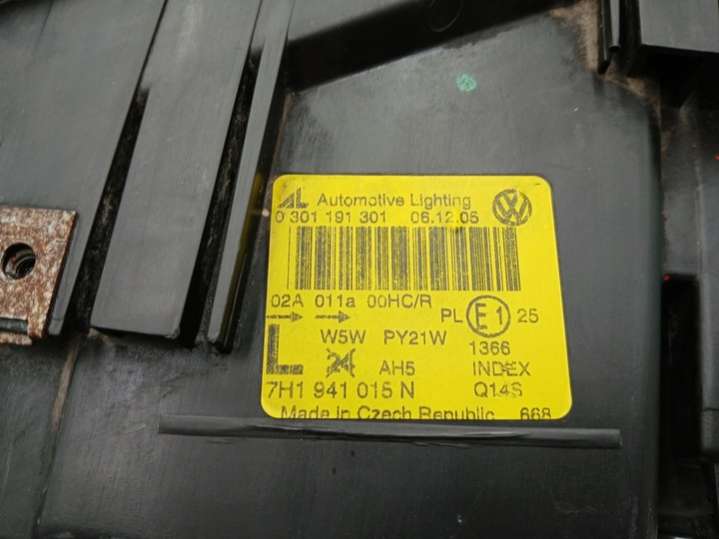 AL Automotive Lighting
0 301 191 301 06.12.05
02A 011a 00HC/R
PL E1 25
W5W PY21W 1366
L 24 AH5 INDEX
7H1 941 015 N Q14S
Made in Czech Republic 668